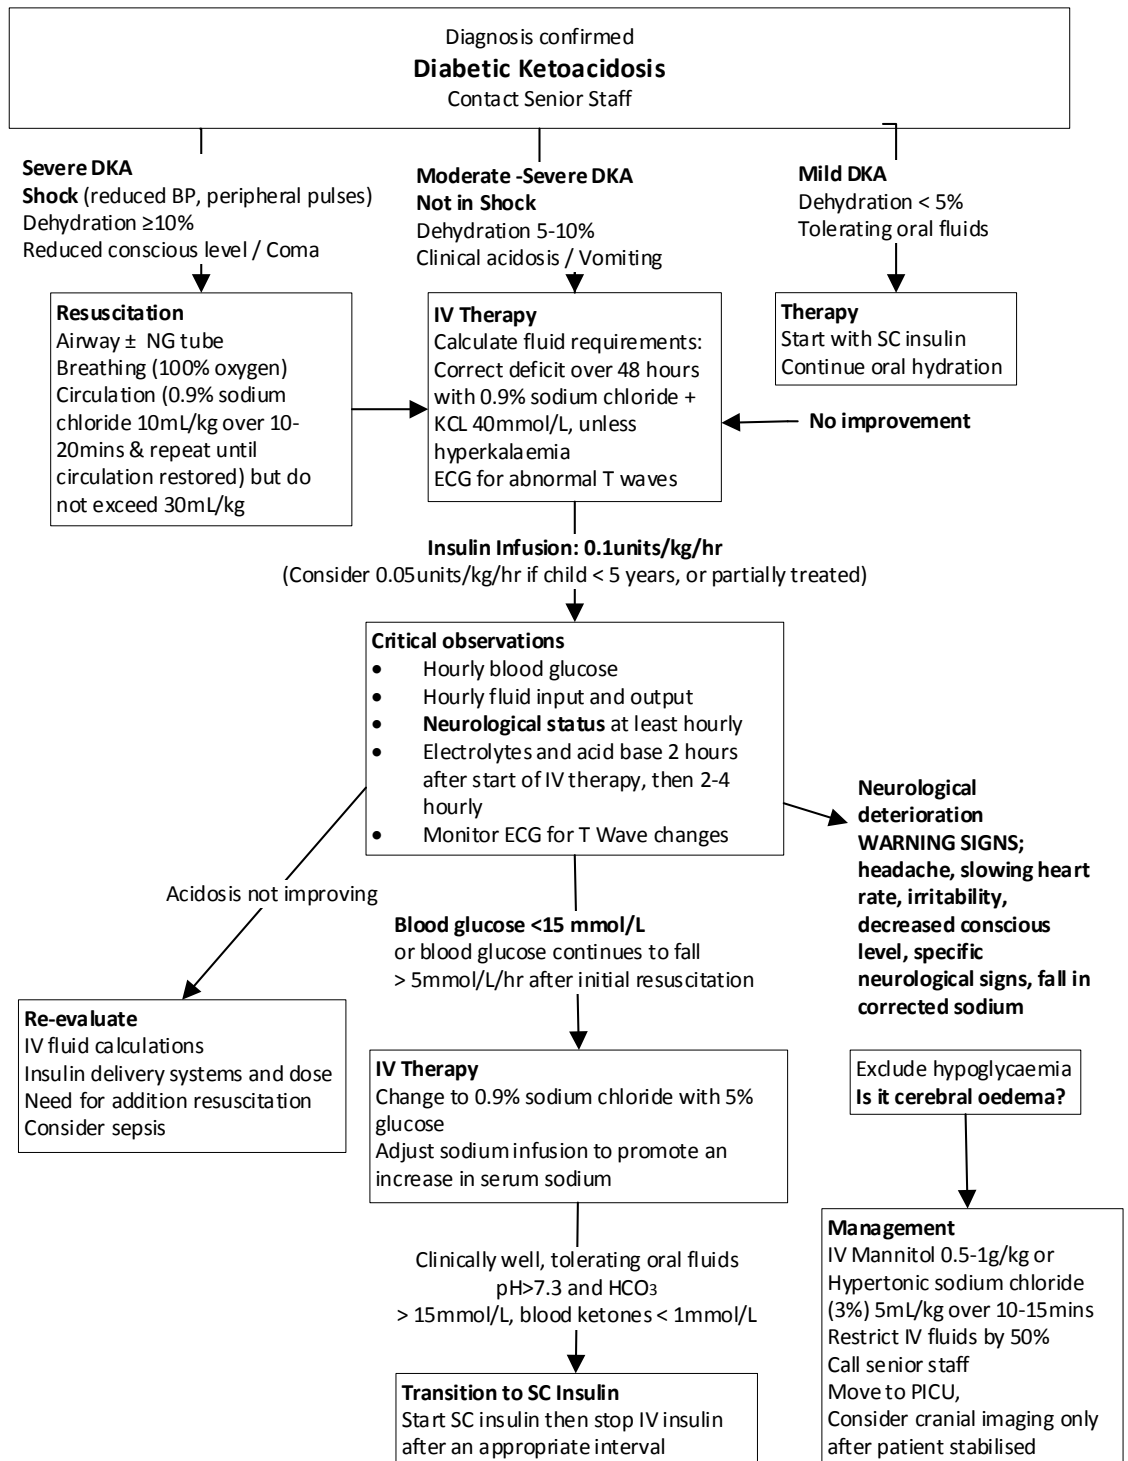 Diagnosis confirmed
Diabetic Ketoacidosis
Contact Senior Staff
Severe DKA
Shock (reduced BP, peripheral pulses)
Dehydration ≥10%
Reduced conscious level / Coma
Moderate -Severe DKA
Not in Shock
Dehydration 5-10%
Clinical acidosis / Vomiting
Mild DKA
Dehydration < 5%
Tolerating oral fluids
Resuscitation
Airway ± NG tube
Breathing (100% oxygen)
Circulation (0.9% sodium
chloride 10mL/kg over 10-
20mins & repeat until
circulation restored) but do
not exceed 30mL/kg
IV Therapy
Calculate fluid requirements:
Correct deficit over 48 hours
with 0.9% sodium chloride +
KCL 40mmol/L, unless
hyperkalaemia
ECG for abnormal T waves
Therapy
Start with SC insulin
Continue oral hydration
No improvement
Insulin Infusion: 0.1units/kg/hr
(Consider 0.05units/kg/hr if child < 5 years, or partially treated)
Critical observations
• Hourly blood glucose
• Hourly fluid input and output
• Neurological status at least hourly
• Electrolytes and acid base 2 hours
after start of IV therapy, then 2-4
hourly
• Monitor ECG for T Wave changes
Neurological
deterioration
WARNING SIGNS;
headache, slowing heart
rate, irritability,
decreased conscious
level, specific
neurological signs, fall in
corrected sodium
Acidosis not improving
Blood glucose <15 mmol/L
or blood glucose continues to fall
> 5mmol/L/hr after initial resuscitation
Re-evaluate
IV fluid calculations
Insulin delivery systems and dose
Need for addition resuscitation
Consider sepsis
IV Therapy
Change to 0.9% sodium chloride with 5%
glucose
Adjust sodium infusion to promote an
increase in serum sodium
Exclude hypoglycaemia
Is it cerebral oedema?
Clinically well, tolerating oral fluids
pH>7.3 and HCO3
> 15mmol/L, blood ketones < 1mmol/L
Management
IV Mannitol 0.5-1g/kg or
Hypertonic sodium chloride
(3%) 5mL/kg over 10-15mins
Restrict IV fluids by 50%
Call senior staff
Move to PICU,
Consider cranial imaging only
after patient stabilised
Transition to SC Insulin
Start SC insulin then stop IV insulin
after an appropriate interval